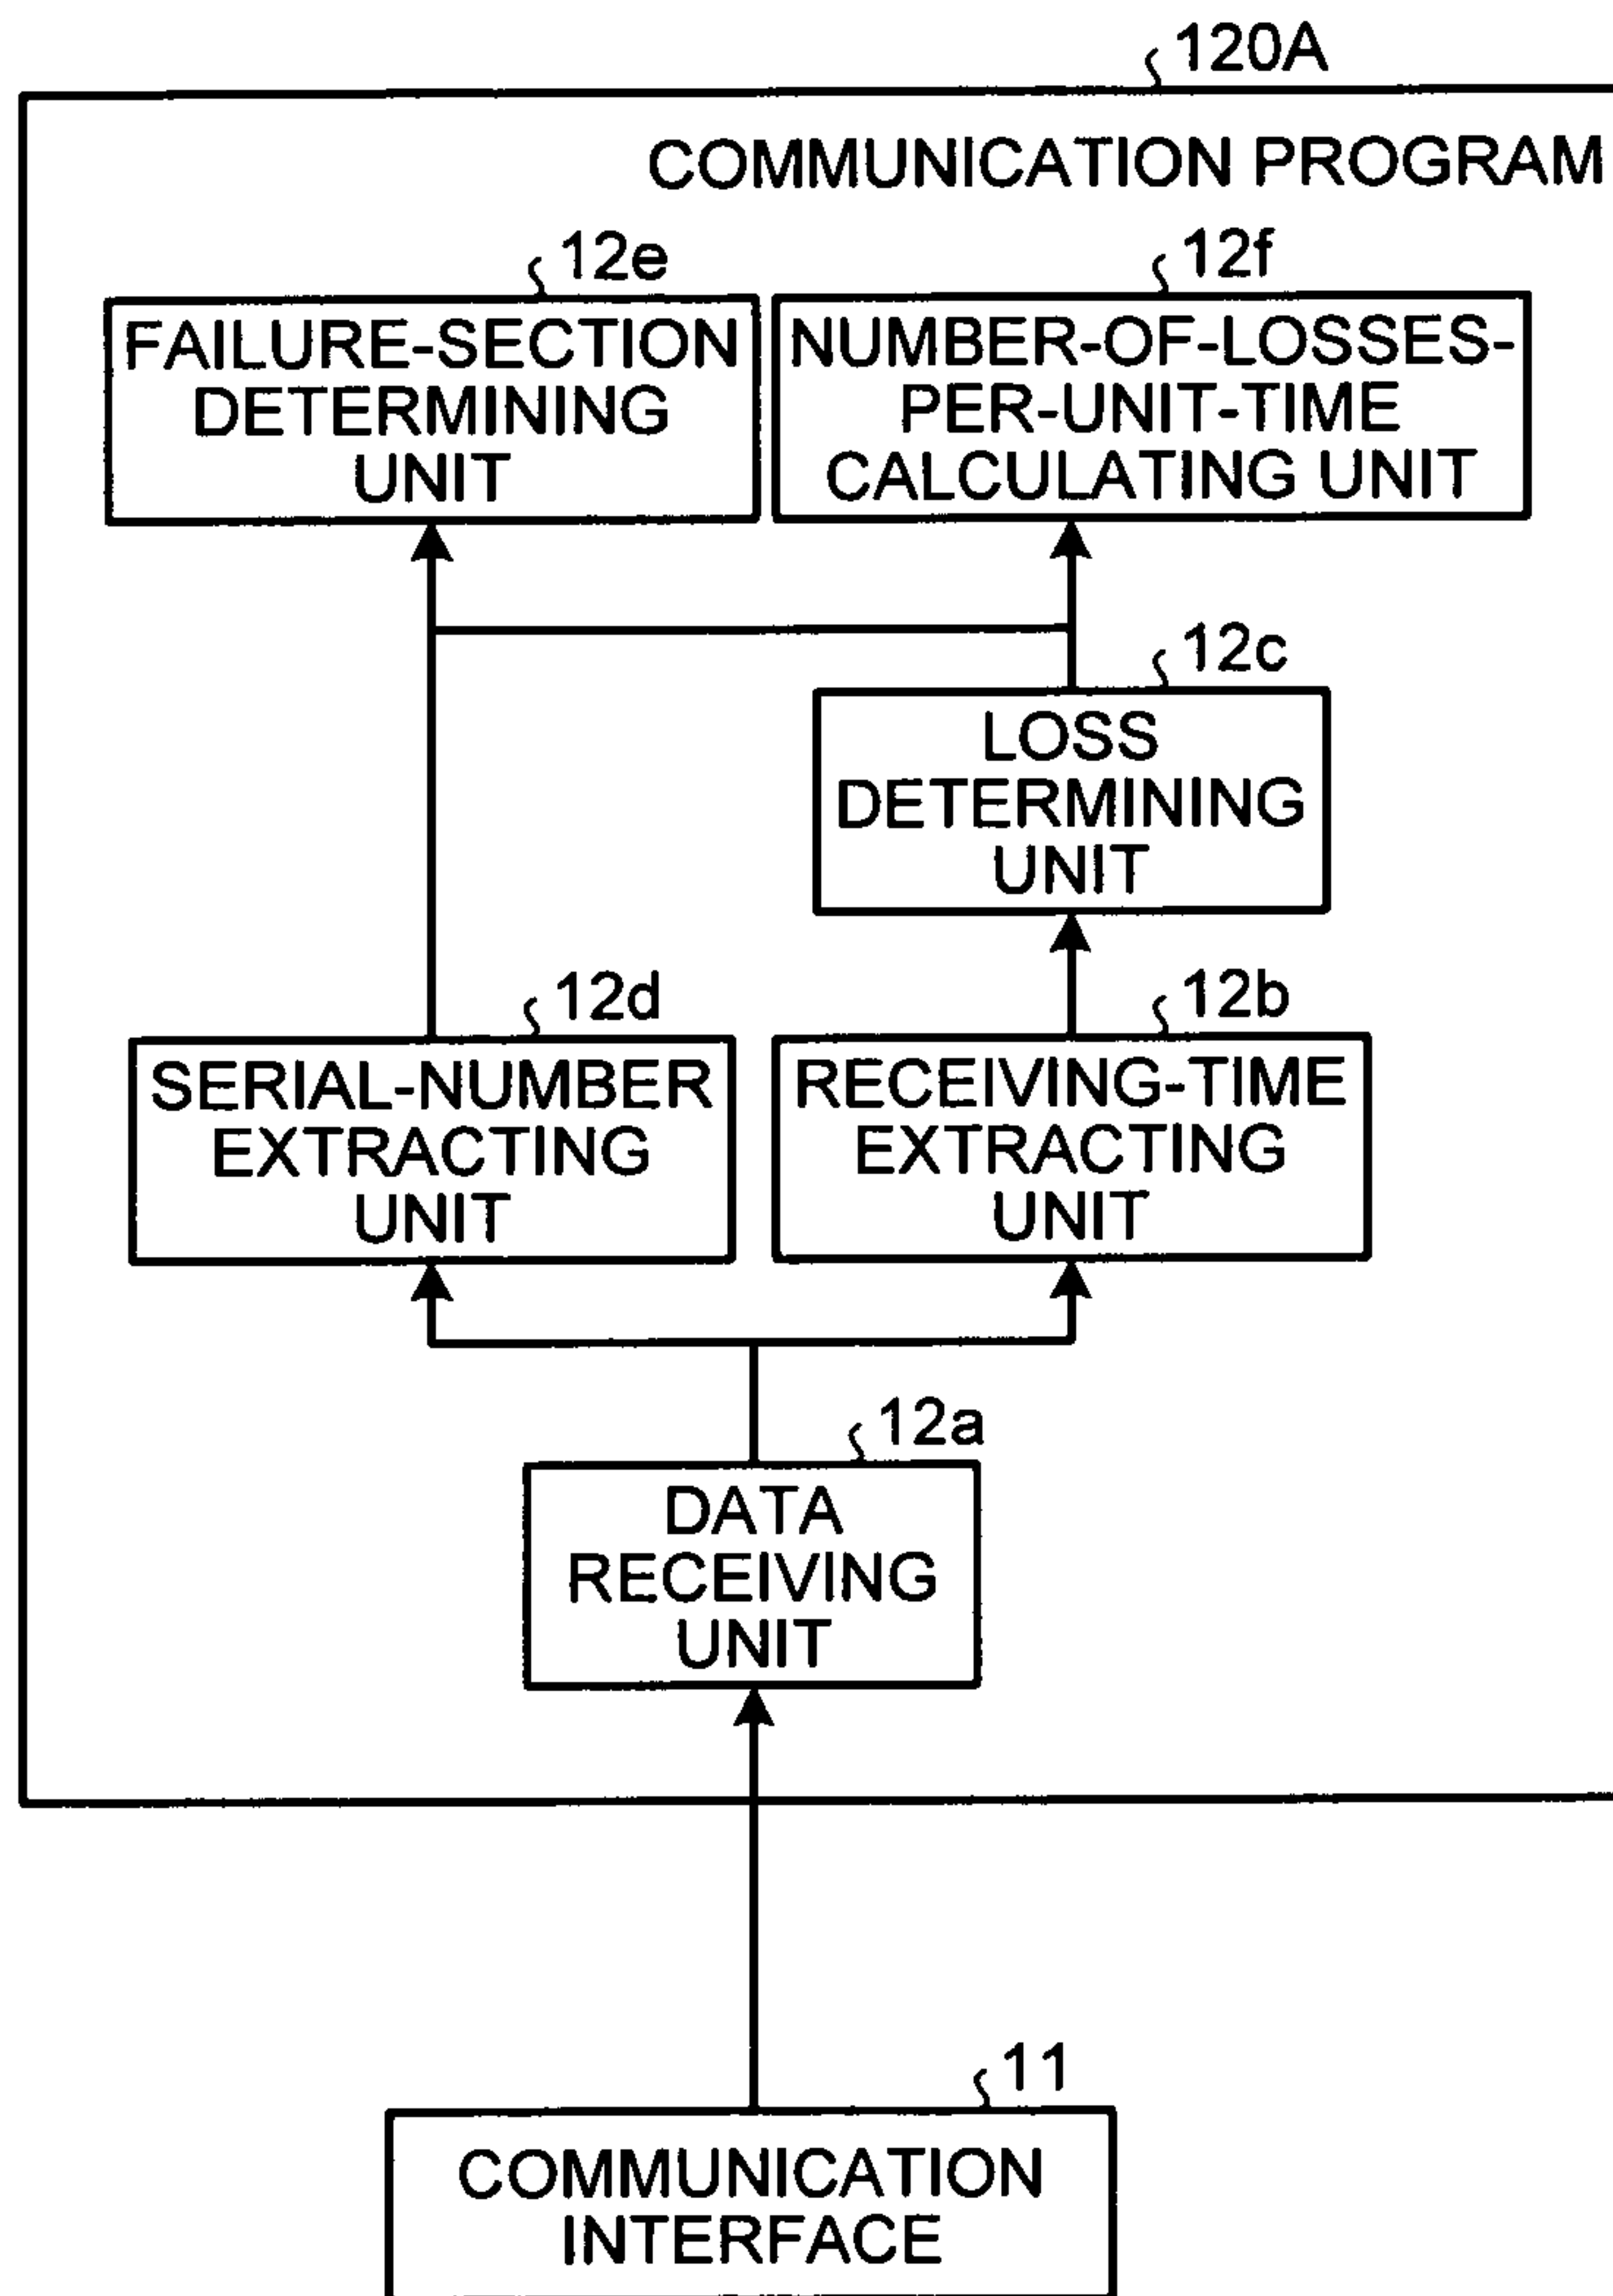 120A
COMMUNICATION PROGRAM
12e
FAILURE-SECTION
DETERMINING
UNIT
12f
NUMBER-OF-LOSSES-
PER-UNIT-TIME
CALCULATING UNIT
12c
LOSS
DETERMINING
UNIT
12d
SERIAL-NUMBER
EXTRACTING
UNIT
12b
RECEIVING-TIME
EXTRACTING
UNIT
12a
DATA
RECEIVING
UNIT
11
COMMUNICATION
INTERFACE